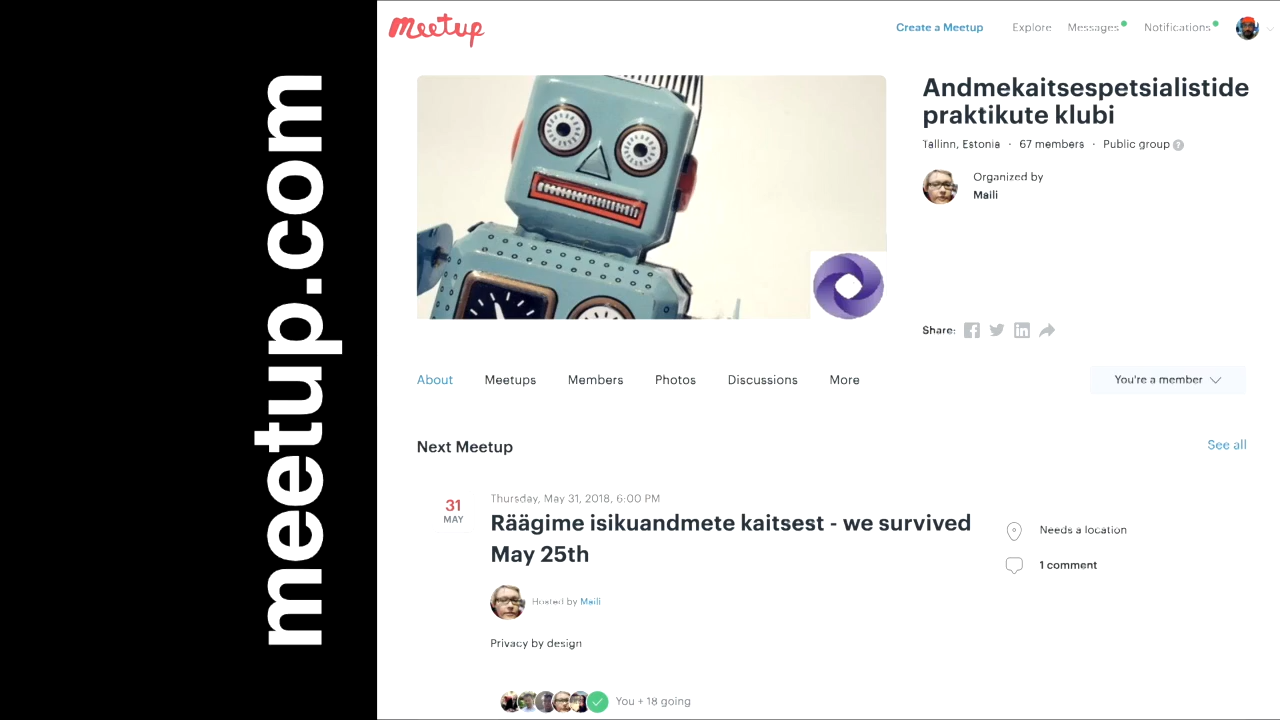 meetup.com
Meetup
Create a Meetup
Explore
Messages
Notifications
Andmekaitsespetsialistide
praktikute klubi
Tallinn, Estonia · 67 members · Public group ?
Organized by
Maili
Share:
About
Meetups
Members
Photos
Discussions
More
You're a member
Next Meetup
See all
31
MAY
Thursday, May 31, 2018, 6:00 PM
Räägime isikuandmete kaitsest - we survived
May 25th
Needs a location
1 comment
Hosted by Maili
Privacy by design
You + 18 going